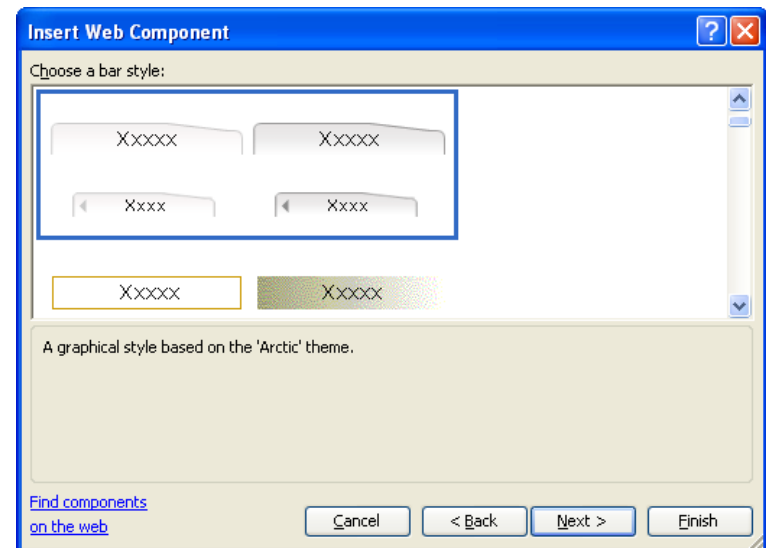 Insert Web Component
Choose a bar style:
Xxxxx Xxxxx
Xxxx Xxxx
Xxxxx Xxxxx
A graphical style based on the 'Arctic' theme.
Find components
on the web
Cancel < Back Next > Finish